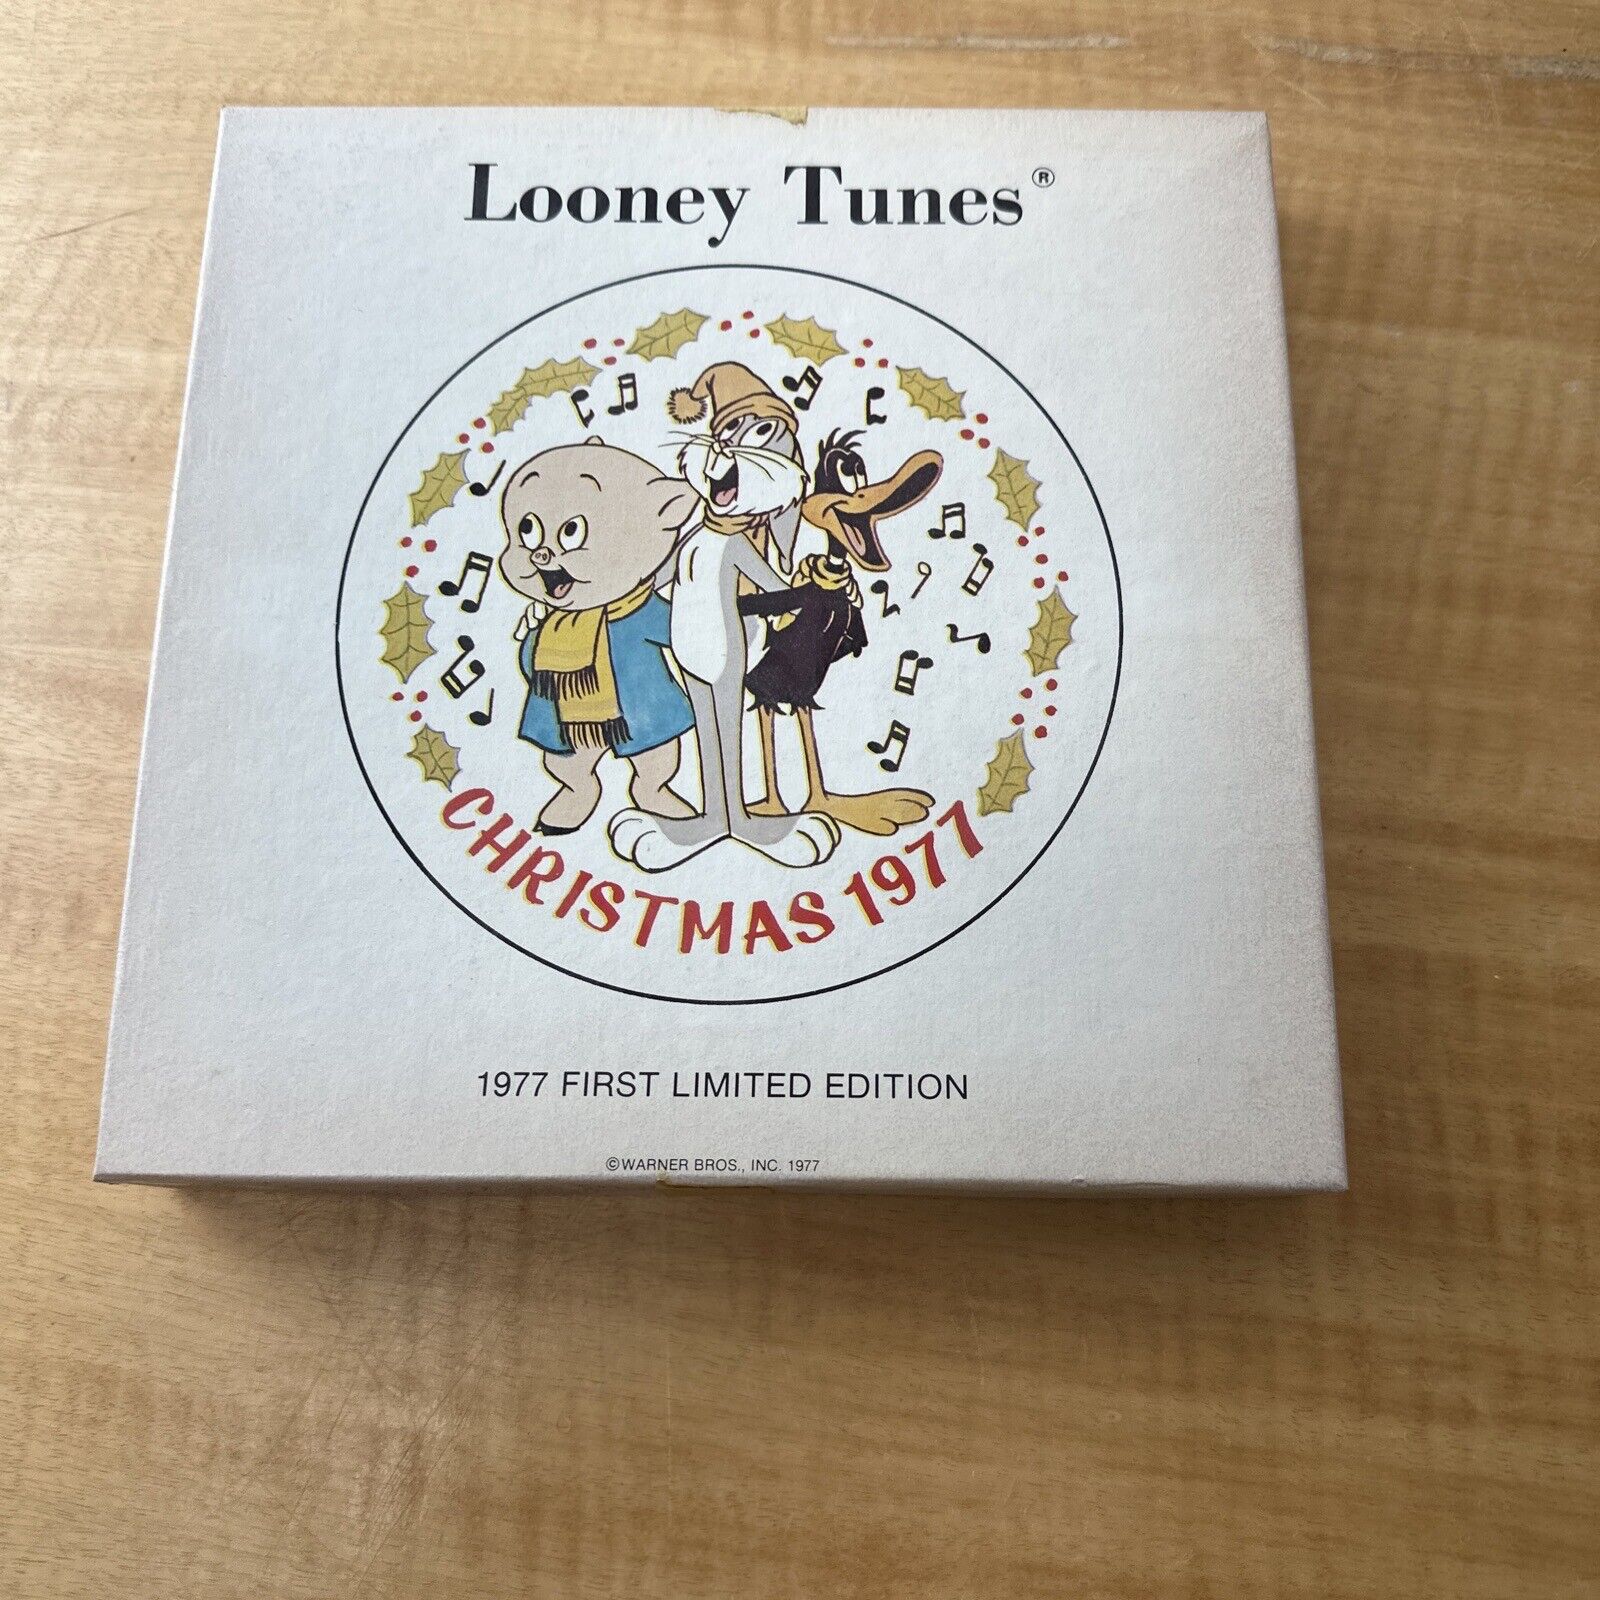 Looney Tunes®
CHRISTMAS 1977
1977 FIRST LIMITED EDITION
©WARNER BROS., INC. 1977